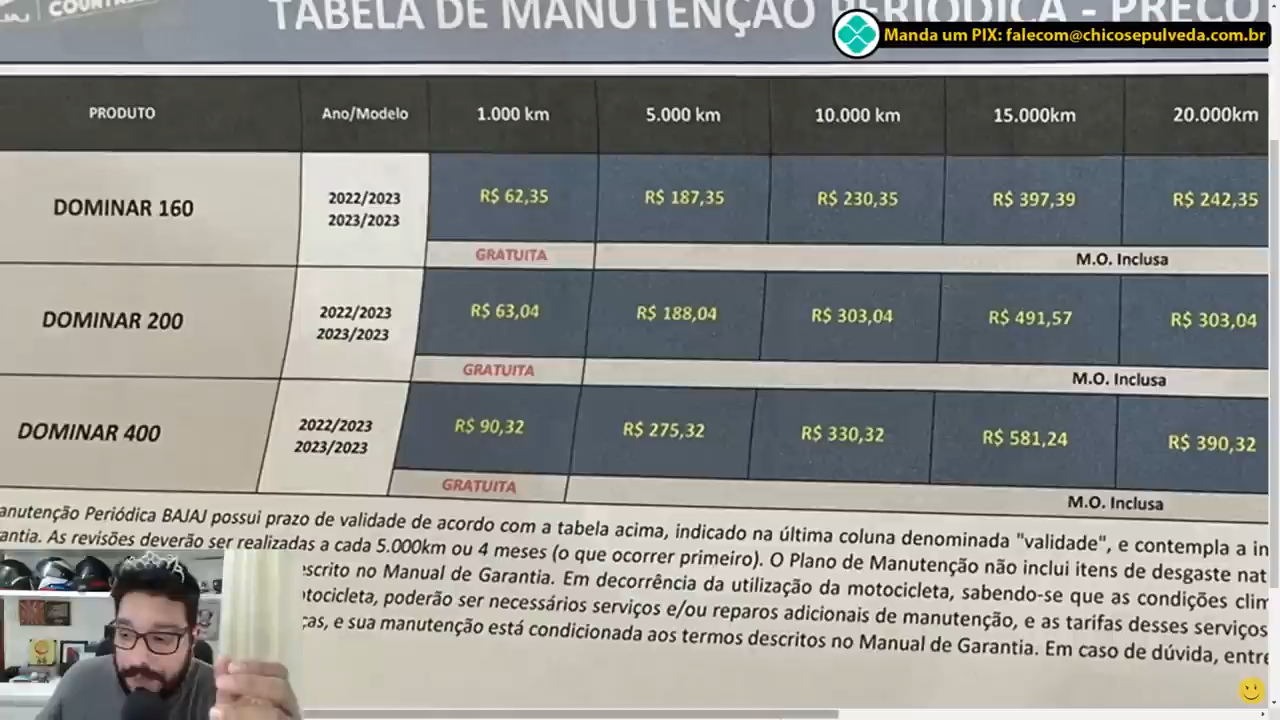 TABELA DE MANUTENÇÃO PERIÓDICA - PREÇO
Manda um PIX: falecom@chicosepulveda.com.br
PRODUTO Ano/Modelo 1.000 km 5.000 km 10.000 km 15.000km 20.000km
DOMINAR 160 2022/2023 2023/2023 R$ 62,35 R$ 187,35 R$ 230,35 R$ 397,39 R$ 242,35
GRATUITA M.O. Inclusa
DOMINAR 200 2022/2023 2023/2023 R$ 63,04 R$ 188,04 R$ 303,04 R$ 491,57 R$ 303,04
GRATUITA M.O. Inclusa
DOMINAR 400 2022/2023 2023/2023 R$ 90,32 R$ 275,32 R$ 330,32 R$ 581,24 R$ 390,32
GRATUITA M.O. Inclusa
anutenção Periódica BAJAJ possui prazo de validade de acordo com a tabela acima, indicado na última coluna denominada "validade", e contempla a in
antia. As revisões deverão ser realizadas a cada 5.000km ou 4 meses (o que ocorrer primeiro). O Plano de Manutenção não inclui itens de desgaste nat
escrito no Manual de Garantia. Em decorrência da utilização da motocicleta, sabendo-se que as condições clim
otocicleta, poderão ser necessários serviços e/ou reparos adicionais de manutenção, e as tarifas desses serviços
ças, e sua manutenção está condicionada aos termos descritos no Manual de Garantia. Em caso de dúvida, entre